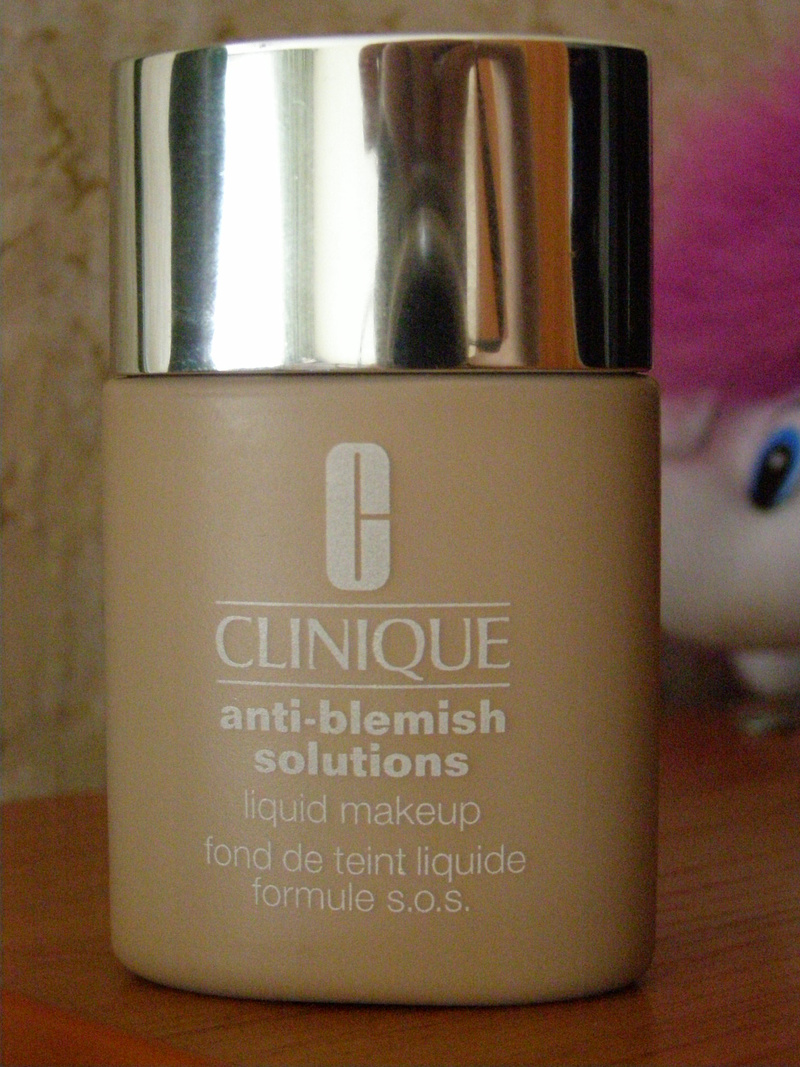 C
CLINIQUE
anti-blemish
solutions
liquid makeup
fond de teint liquide
formule s.o.s.